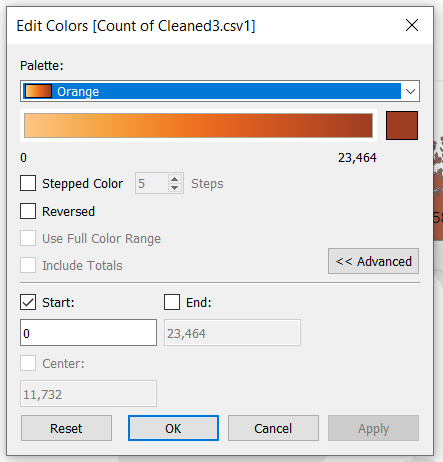 Edit Colors [Count of Cleaned3.csv1]
Palette:
Orange
0 23,464
Stepped Color 5 Steps
Reversed
Use Full Color Range
Include Totals
<< Advanced
Start: End:
0 23,464
Center:
11,732
Reset OK Cancel Apply